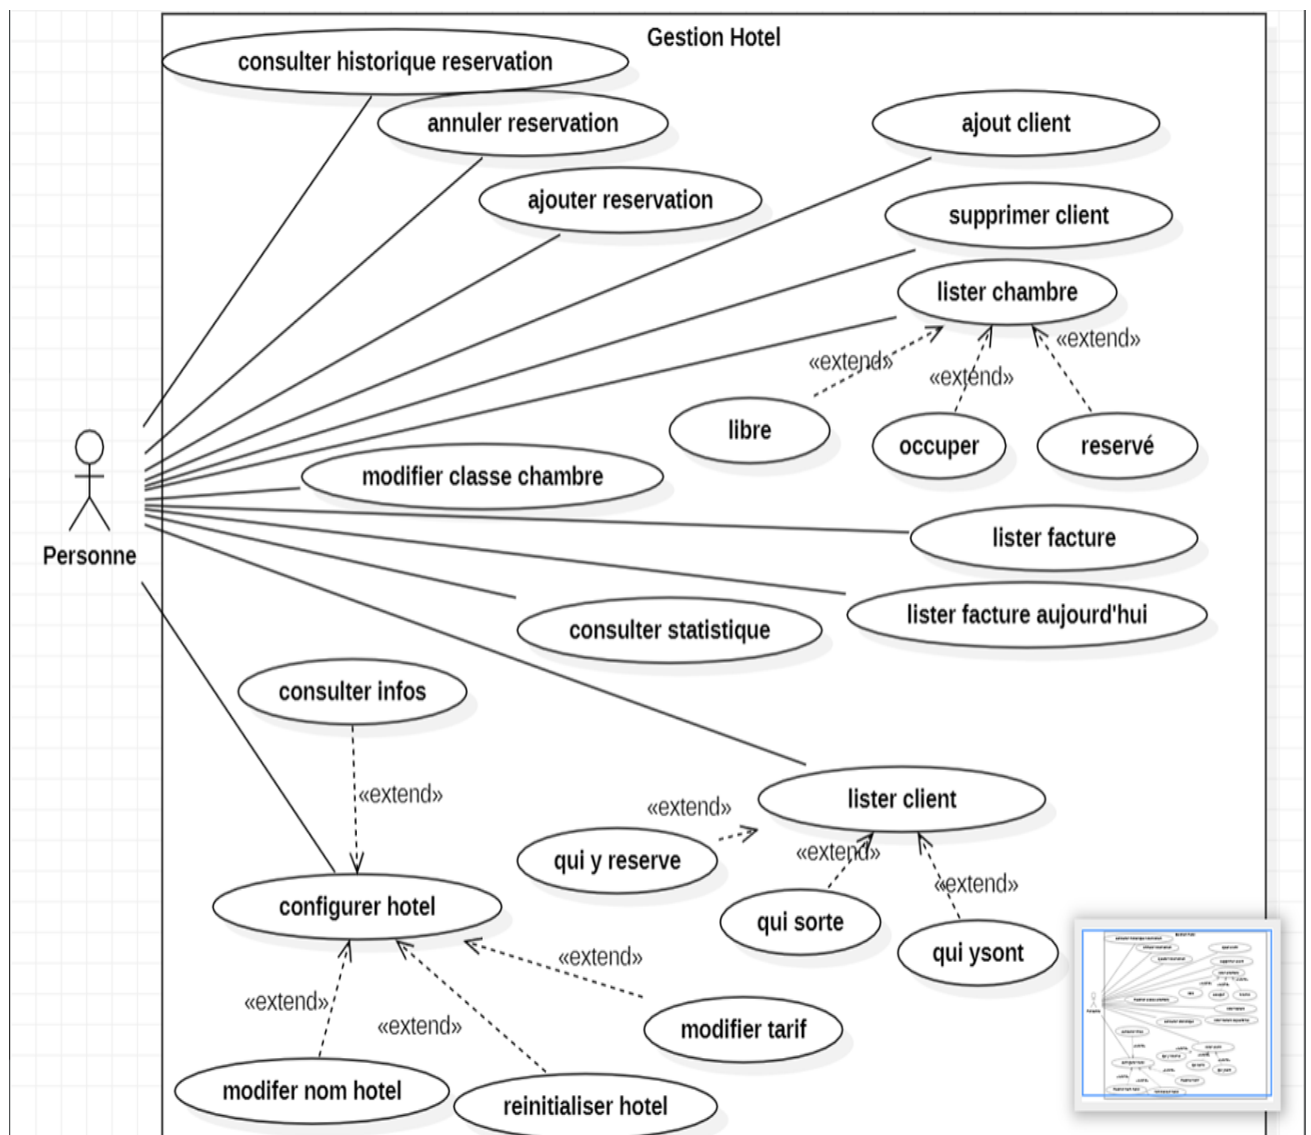 Gestion Hotel
consulter historique reservation
annuler reservation
ajout client
ajouter reservation
supprimer client
lister chambre
«extend»
«extend»
«extend»
libre
occuper
reservé
modifier classe chambre
Personne
lister facture
lister facture aujourd'hui
consulter statistique
consulter infos
«extend»
lister client
«extend»
«extend»
«extend»
qui y reserve
qui sorte
qui ysont
configurer hotel
«extend»
«extend»
«extend»
modifier tarif
modifer nom hotel
reinitialiser hotel